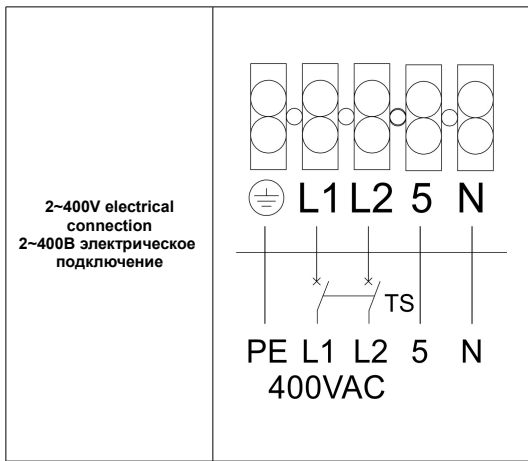 2~400V electrical
connection
2~400В электрическое
подключение
L1 L2 5 N
TS
PE L1 L2 5 N
400VAC